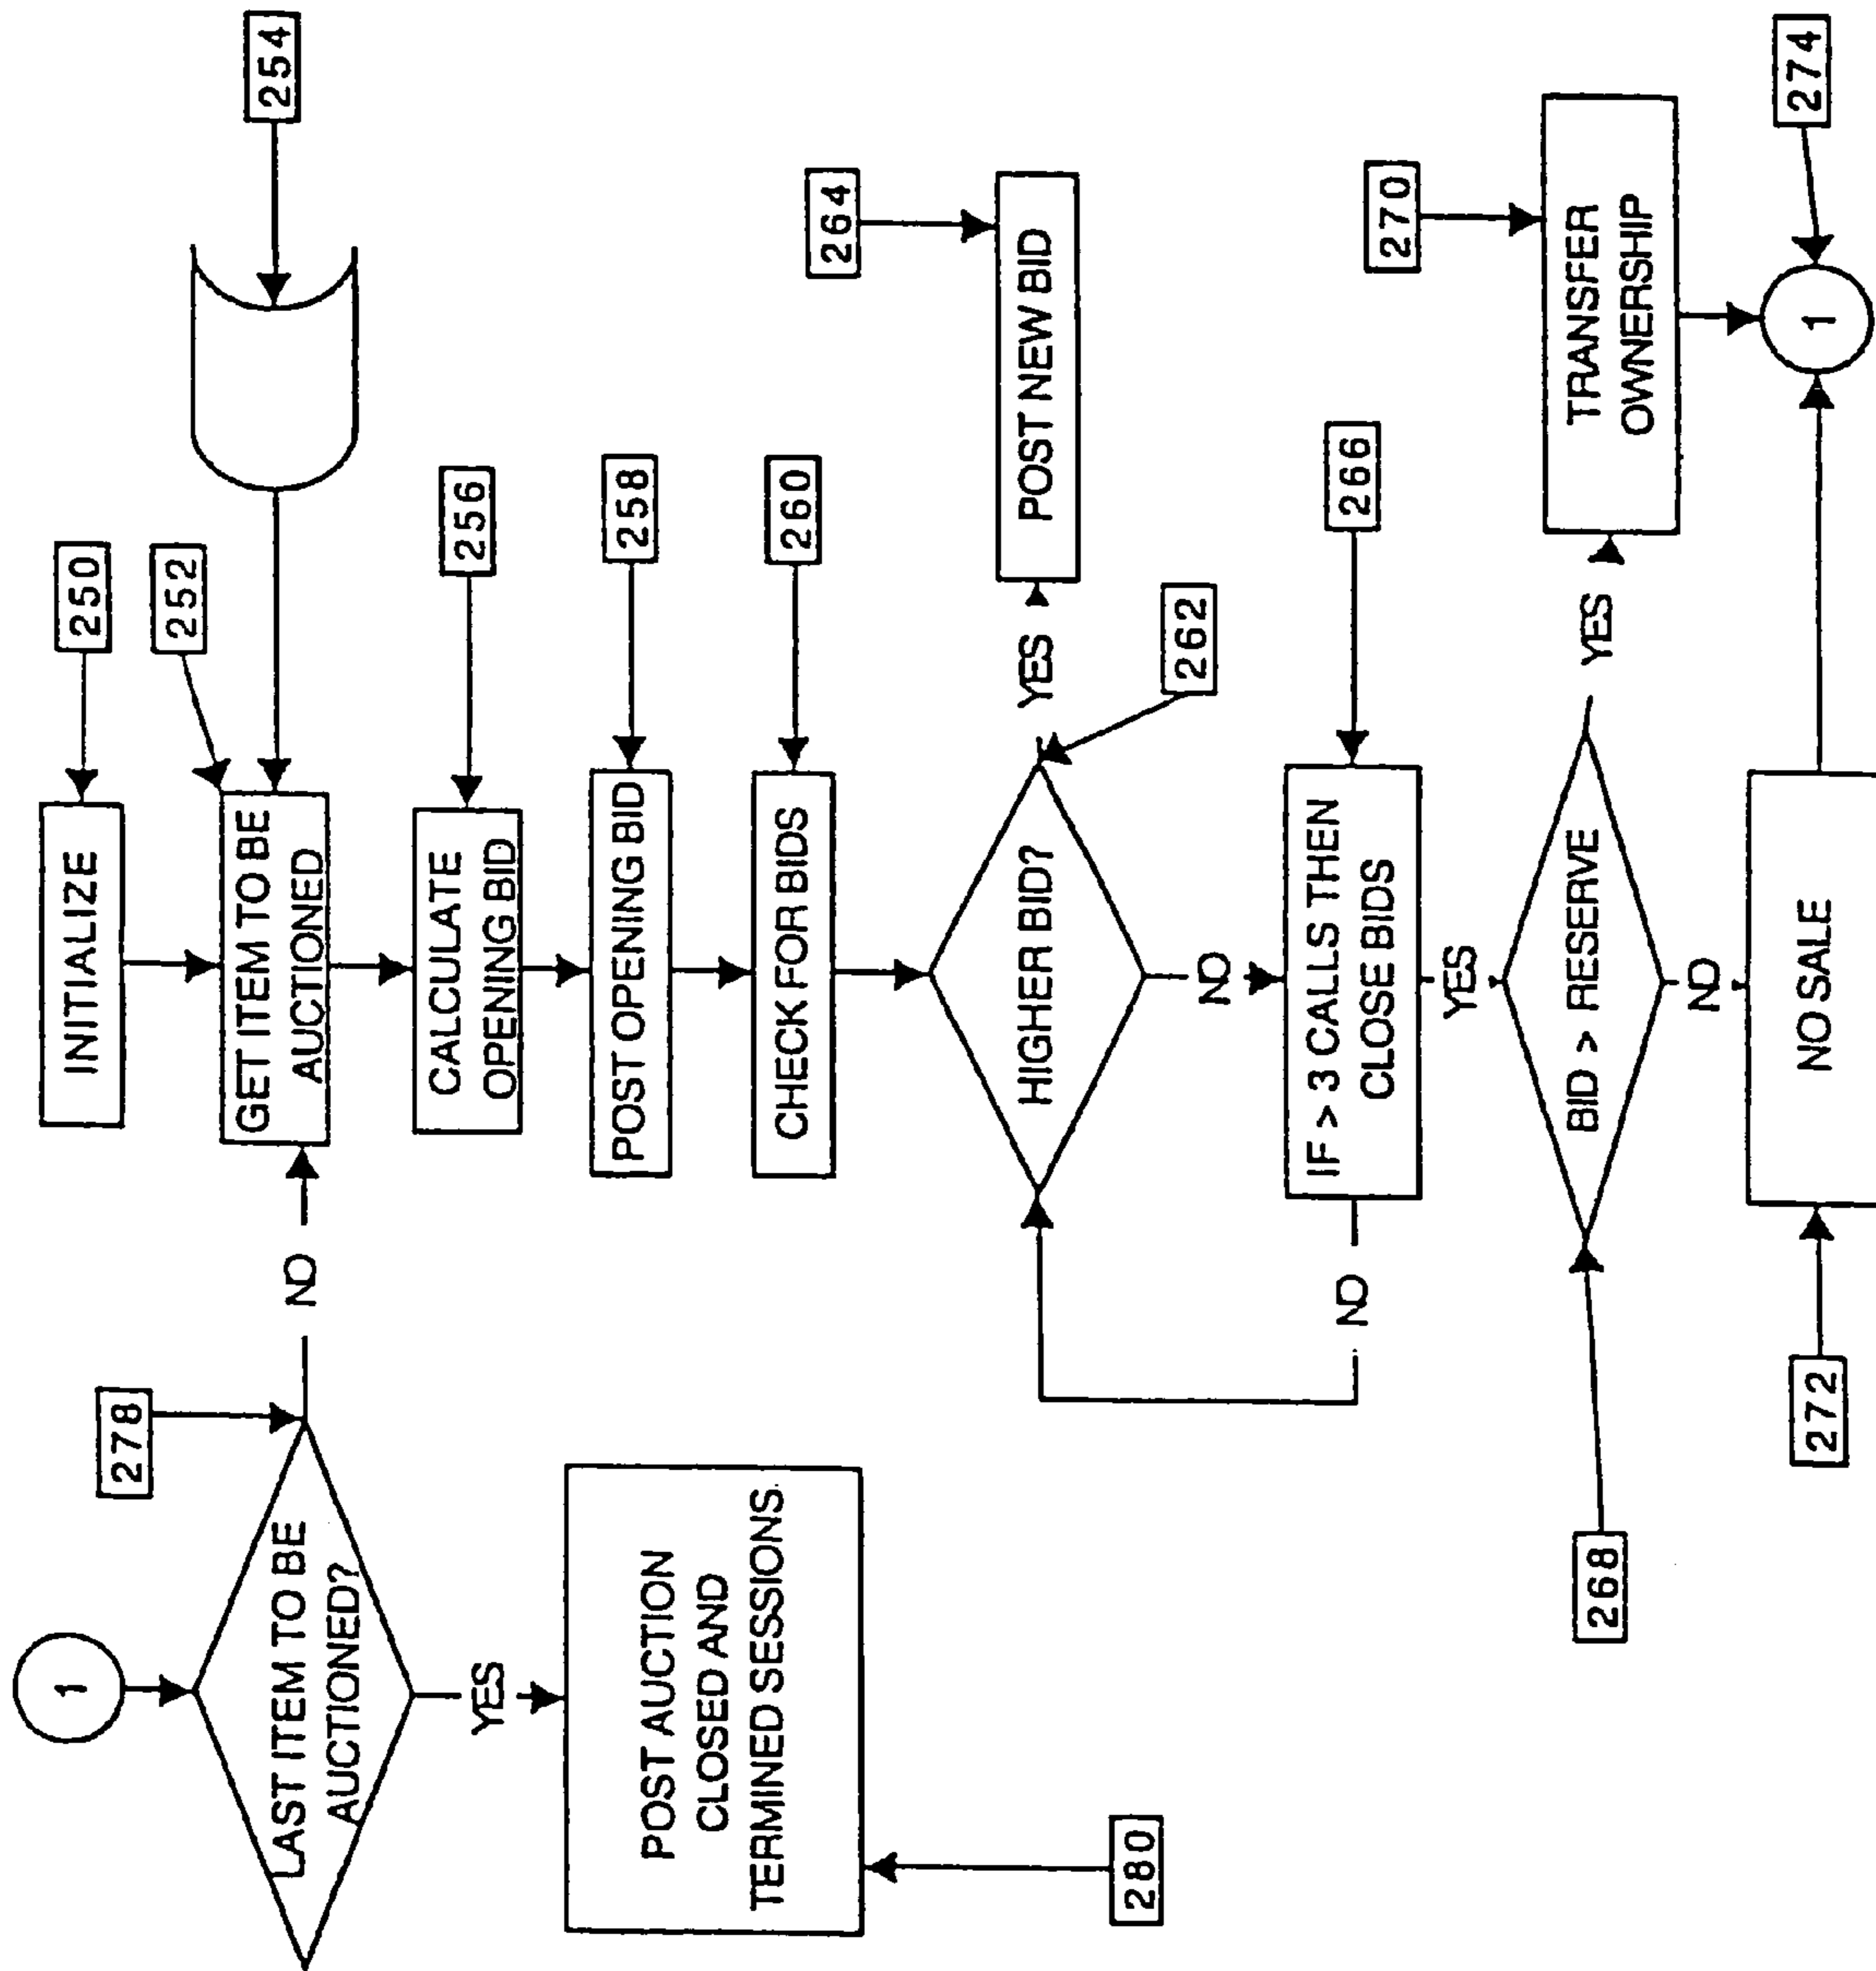 1
278
LAST ITEM TO BE
AUCTIONED?
NO
YES
POST AUCTION
CLOSED AND
TERMINED SESSIONS.
280
250
INITIALIZE
252
254
GET ITEM TO BE
AUCTIONED
256
CALCULATE
OPENING BID
258
POST OPENING BID
260
CHECK FOR BIDS
262
HIGHER BID?
YES
264
POST NEW BID
NO
266
IF > 3 CALLS THEN
CLOSE BIDS
NO
YES
268
BID > RESERVE
YES
270
TRANSFER
OWNERSHIP
NO
272
NO SALE
274
1